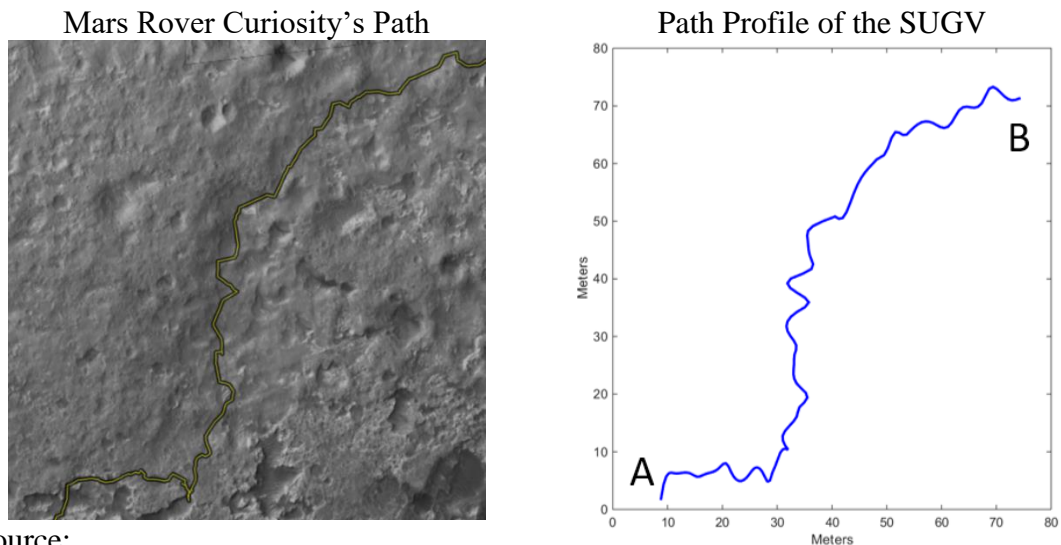 Mars Rover Curiosity’s Path
Path Profile of the SUGV
80
70
60
50
40
30
20
10
0
Meters
A
B
0 10 20 30 40 50 60 70 80
Meters
ource: